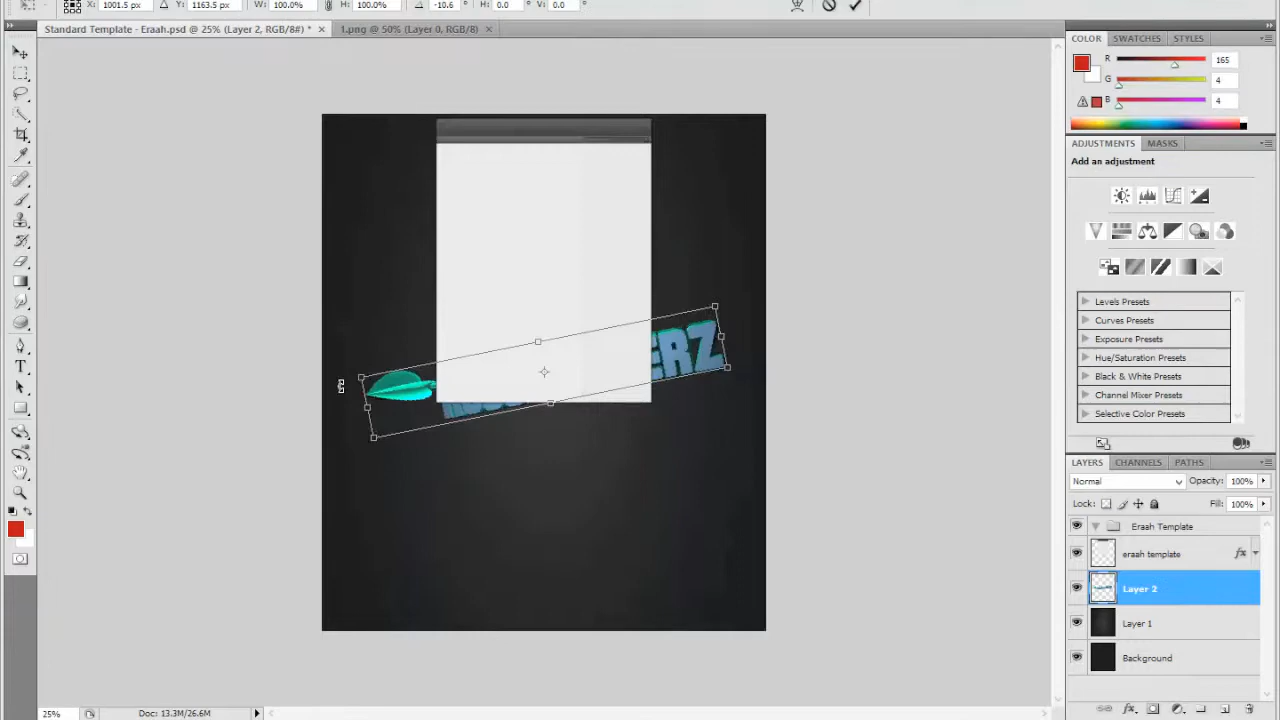 X: 1001.5 px Y: 1163.5 px W: 100.0% H: 100.0% -10.6 ° H: 0.0 ° V: 0.0 °
Standard Template - Eraah.psd @ 25% (Layer 2, RGB/8#) * × 1.png @ 50% (Layer 0, RGB/8) ×
COLOR SWATCHES STYLES
R 165
G 4
B 4
ADJUSTMENTS MASKS
Add an adjustment
Levels Presets
Curves Presets
Exposure Presets
Hue/Saturation Presets
Black & White Presets
Channel Mixer Presets
Selective Color Presets
ERZ
LAYERS CHANNELS PATHS
Normal Opacity: 100%
Lock: Fill: 100%
Eraah Template
eraah template fx
Layer 2
Layer 1
Background
25% Doc: 13.3M/26.6M